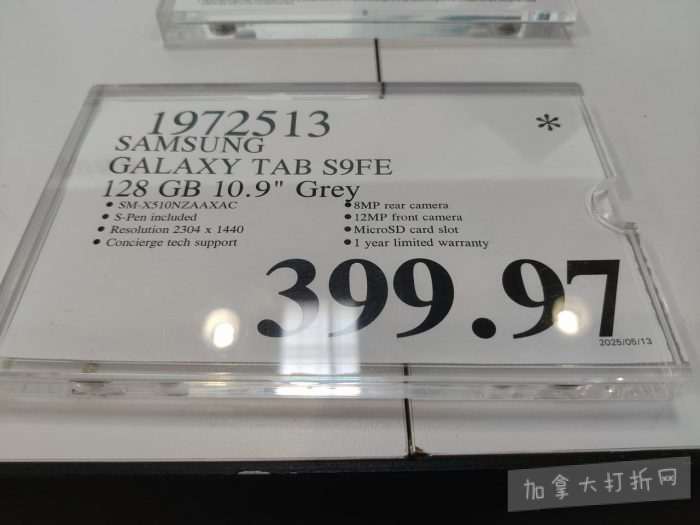 1972513
*
SAMSUNG
GALAXY TAB S9FE
128 GB 10.9" Grey
• SM-X510NZAAXAC
• S-Pen included
• Resolution 2304 x 1440
• Concierge tech support
• 8MP rear camera
• 12MP front camera
• MicroSD card slot
• 1 year limited warranty
399.97
2025/05/13
加拿大打折网